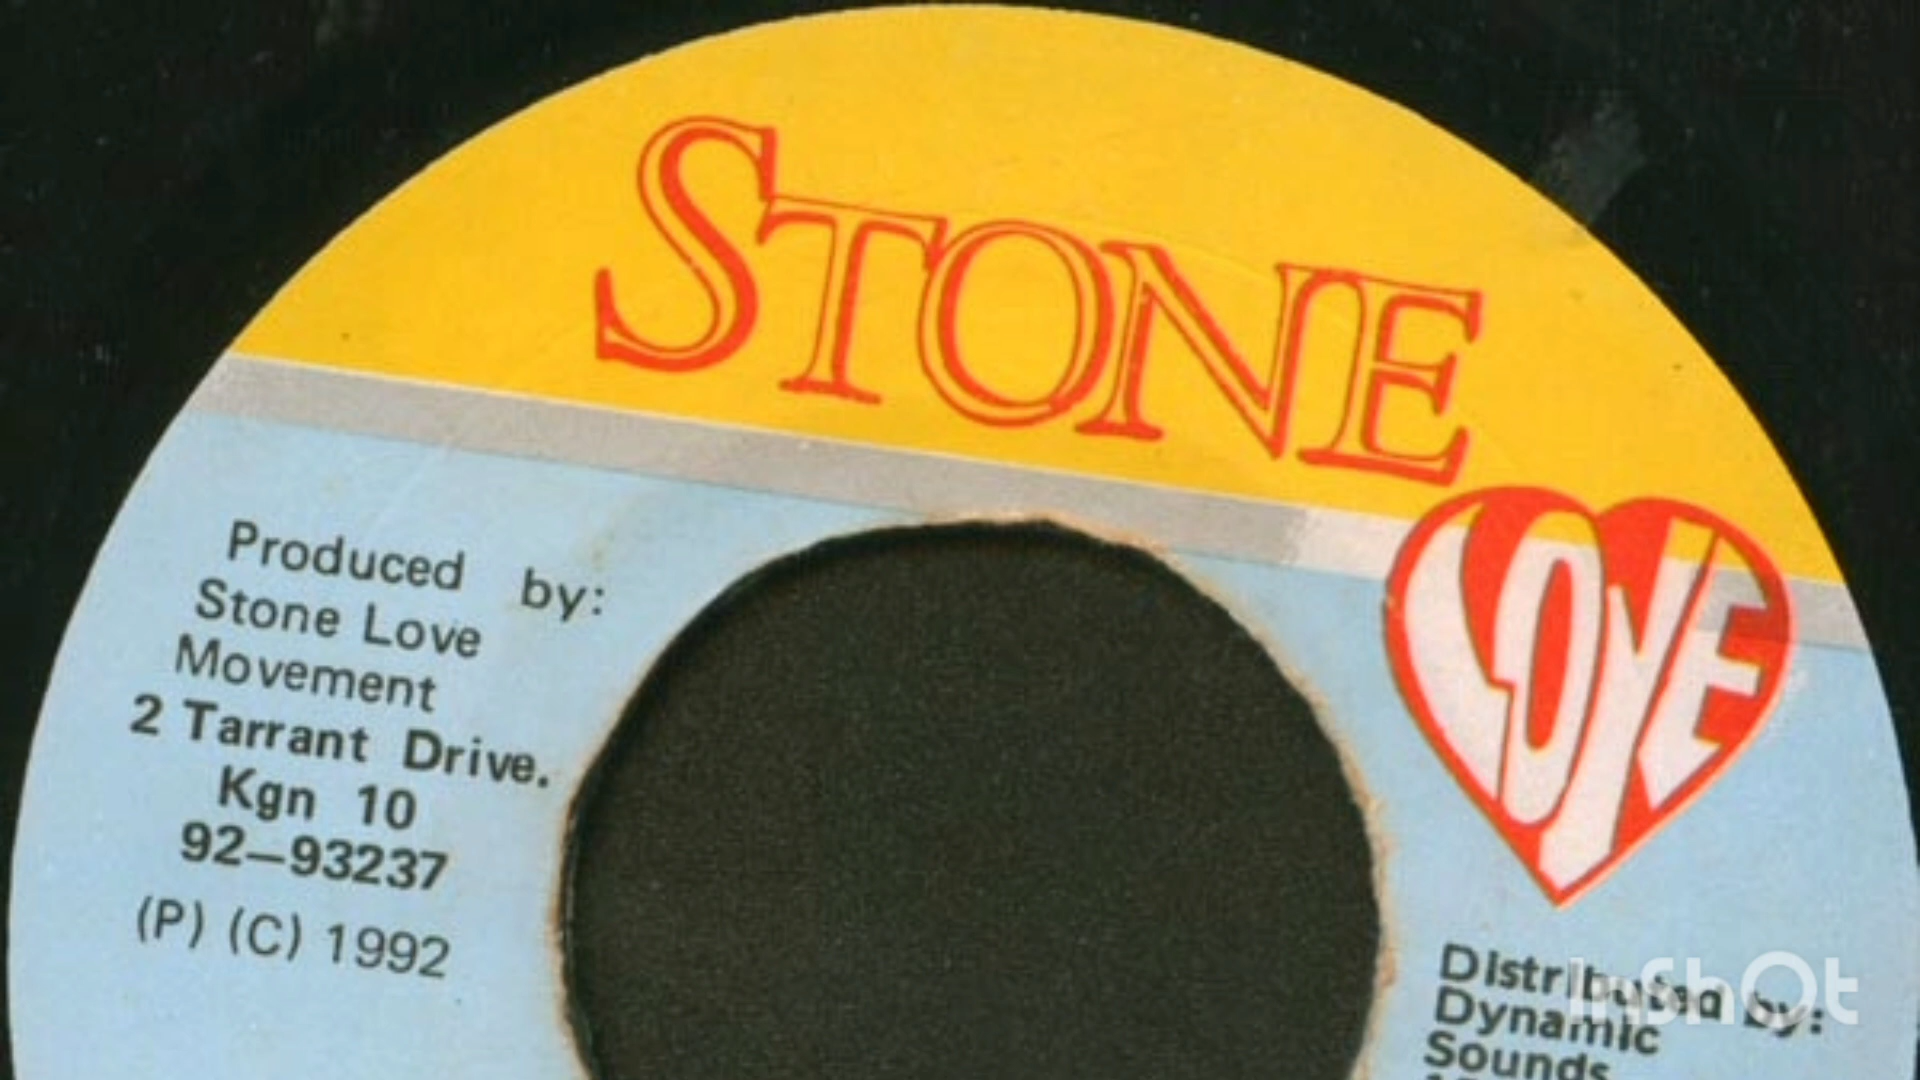 STONE
LOVE
Produced by:
Stone Love
Movement
2 Tarrant Drive.
Kgn 10
92-93237
(P) (C) 1992
Distributed by:
Dynamic
Sounds
InShOt